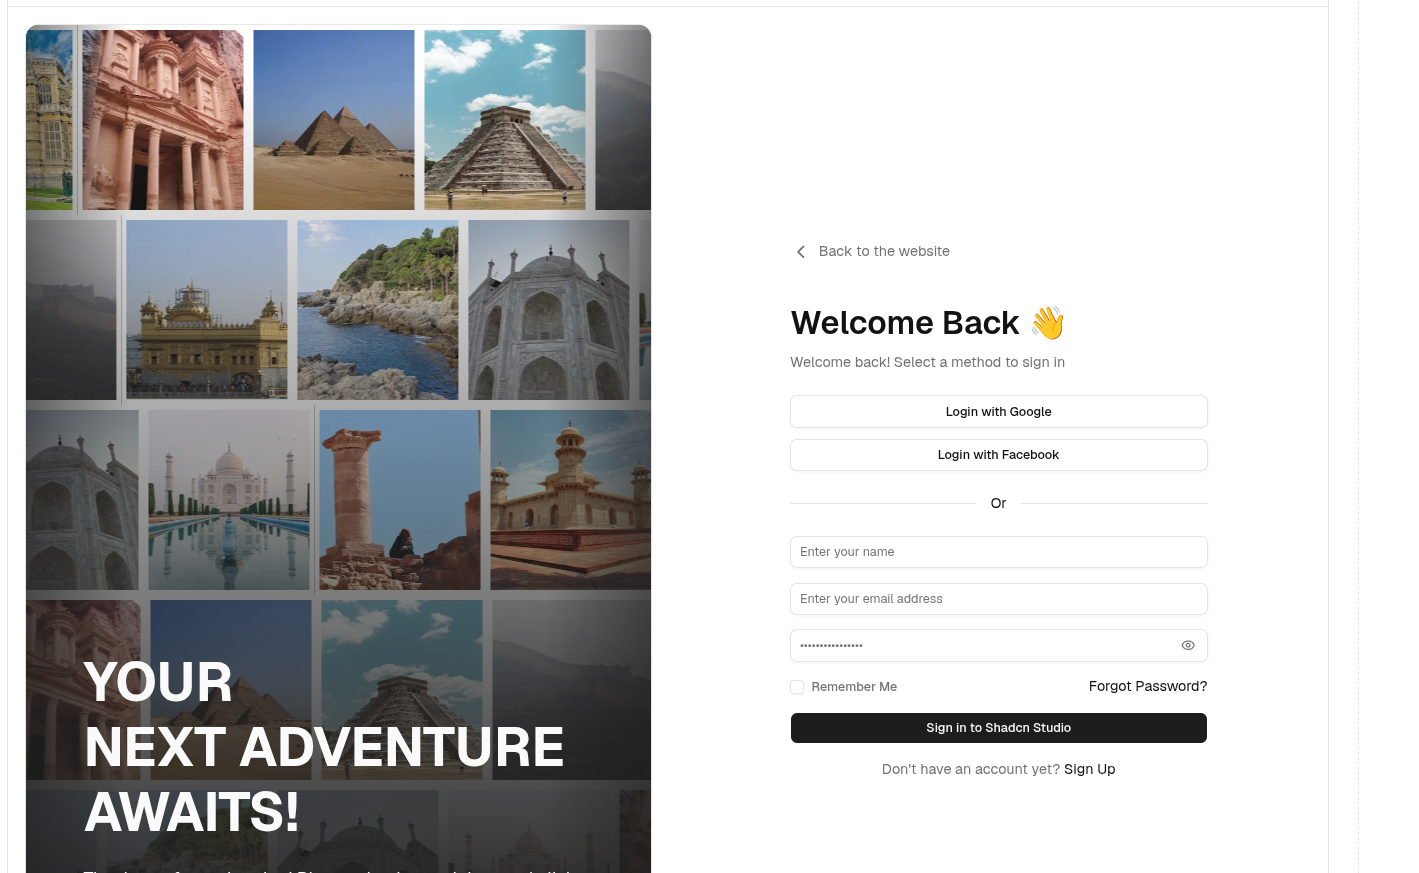 YOUR
NEXT ADVENTURE
AWAITS!
Back to the website
Welcome Back 👋
Welcome back! Select a method to sign in
Login with Google
Login with Facebook
Or
Enter your name
Enter your email address
••••••••••••••••
Remember Me
Forgot Password?
Sign in to Shadcn Studio
Don't have an account yet? Sign Up